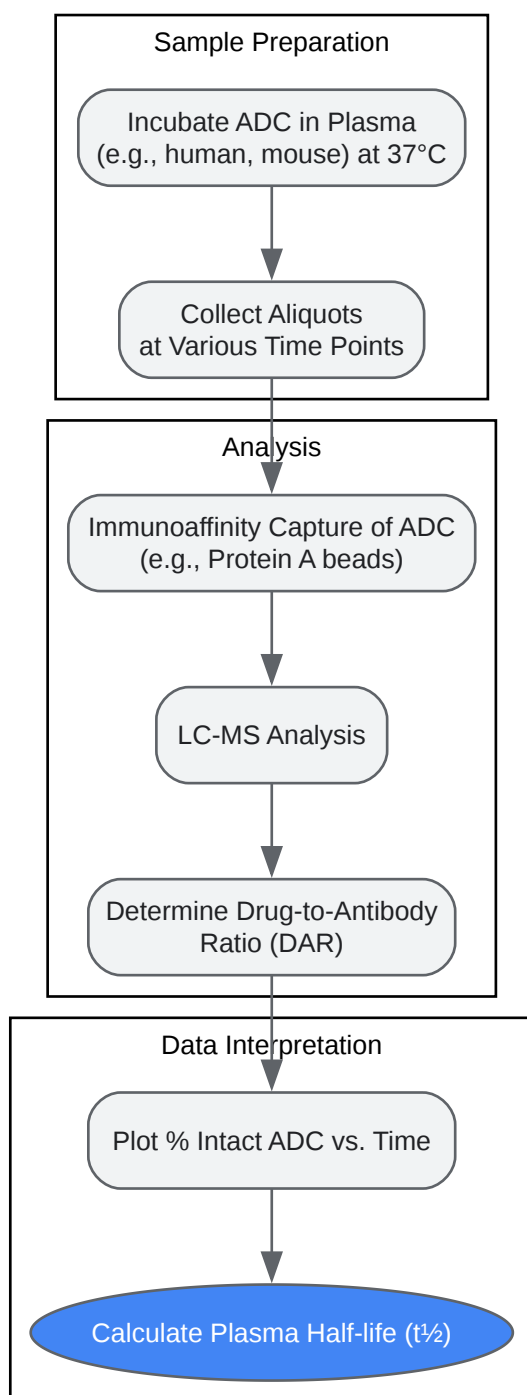 Sample Preparation
Incubate ADC in Plasma
(e.g., human, mouse) at 37°C
Collect Aliquots
at Various Time Points
Analysis
Immunoaffinity Capture of ADC
(e.g., Protein A beads)
LC-MS Analysis
Determine Drug-to-Antibody
Ratio (DAR)
Data Interpretation
Plot % Intact ADC vs. Time
Calculate Plasma Half-life (t½)